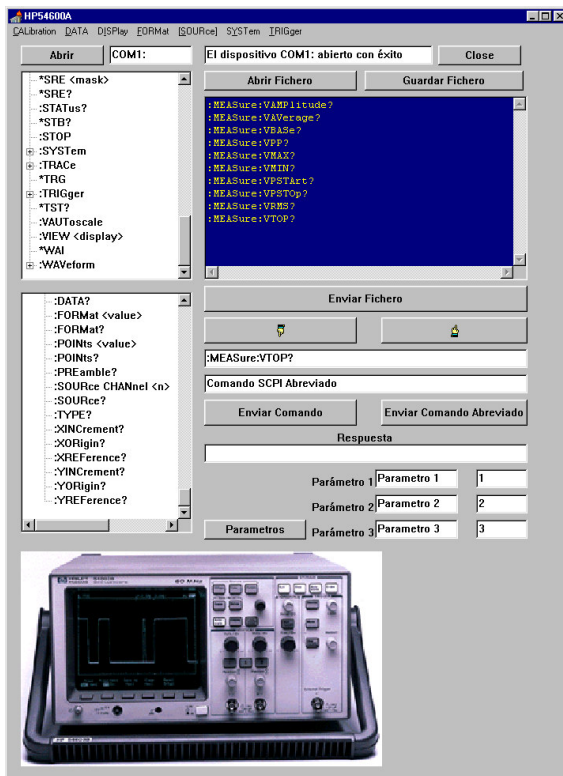 HP54600A
CALibration DATA DISPlay FORMat [SOURce] SYSTem TRIGger
Abrir COM1: El dispositivo COM1: abierto con éxito Close
*SRE <mask>
*SRE?
:STATus?
*STB?
:STOP
:SYSTem
:TRACe
*TRG
:TRIGger
*TST?
:VAUToscale
:VIEW <display>
*WAI
:WAVeform
Abrir Fichero Guardar Fichero
:MEASure:VAMPlitude?
:MEASure:VAVerage?
:MEASure:VBASe?
:MEASure:VPP?
:MEASure:VMAX?
:MEASure:VMIN?
:MEASure:VPSTArt?
:MEASure:VPSTOp?
:MEASure:VRMS?
:MEASure:VTOP?
:DATA?
:FORMat <value>
:FORMat?
:POINts <value>
:POINts?
:PREamble?
:SOURce CHANnel <n>
:SOURce?
:TYPE?
:XINCrement?
:XORigin?
:XREFerence?
:YINCrement?
:YORigin?
:YREFerence?
Enviar Fichero
:MEASure:VTOP?
Comando SCPI Abreviado
Enviar Comando Enviar Comando Abreviado
Respuesta
Parámetro 1 Parametro 1 1
Parámetro 2 Parametro 2 2
Parametros Parámetro 3 Parametro 3 3